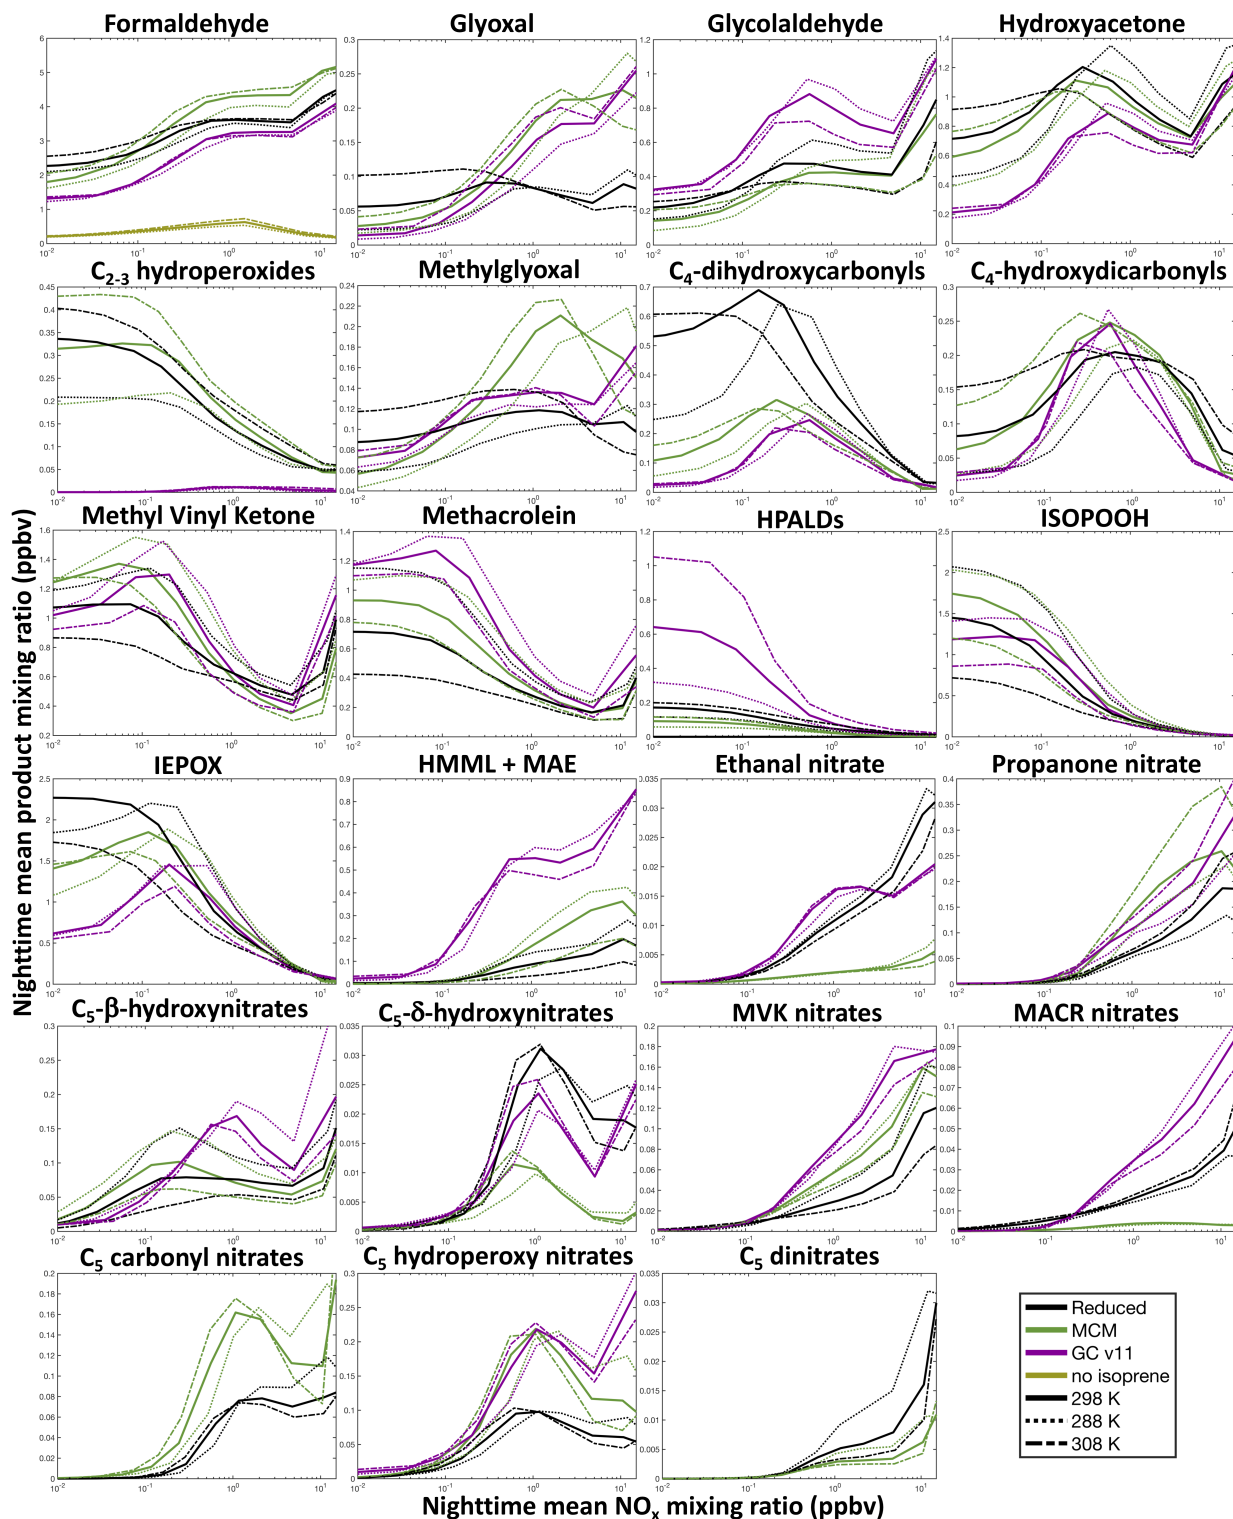 Formaldehyde
Glyoxal
Glycolaldehyde
Hydroxyacetone
C2-3 hydroperoxides
Methylglyoxal
C4-dihydroxycarbonyls
C4-hydroxydicarbonyls
Methyl Vinyl Ketone
Methacrolein
HPALDs
ISOPOOH
IEPOX
HMML + MAE
Ethanal nitrate
Propanone nitrate
C5-β-hydroxynitrates
C5-δ-hydroxynitrates
MVK nitrates
MACR nitrates
C5 carbonyl nitrates
C5 hydroperoxy nitrates
C5 dinitrates
Reduced
MCM
GC v11
no isoprene
298 K
288 K
308 K
Nighttime mean product mixing ratio (ppbv)
Nighttime mean NOx mixing ratio (ppbv)